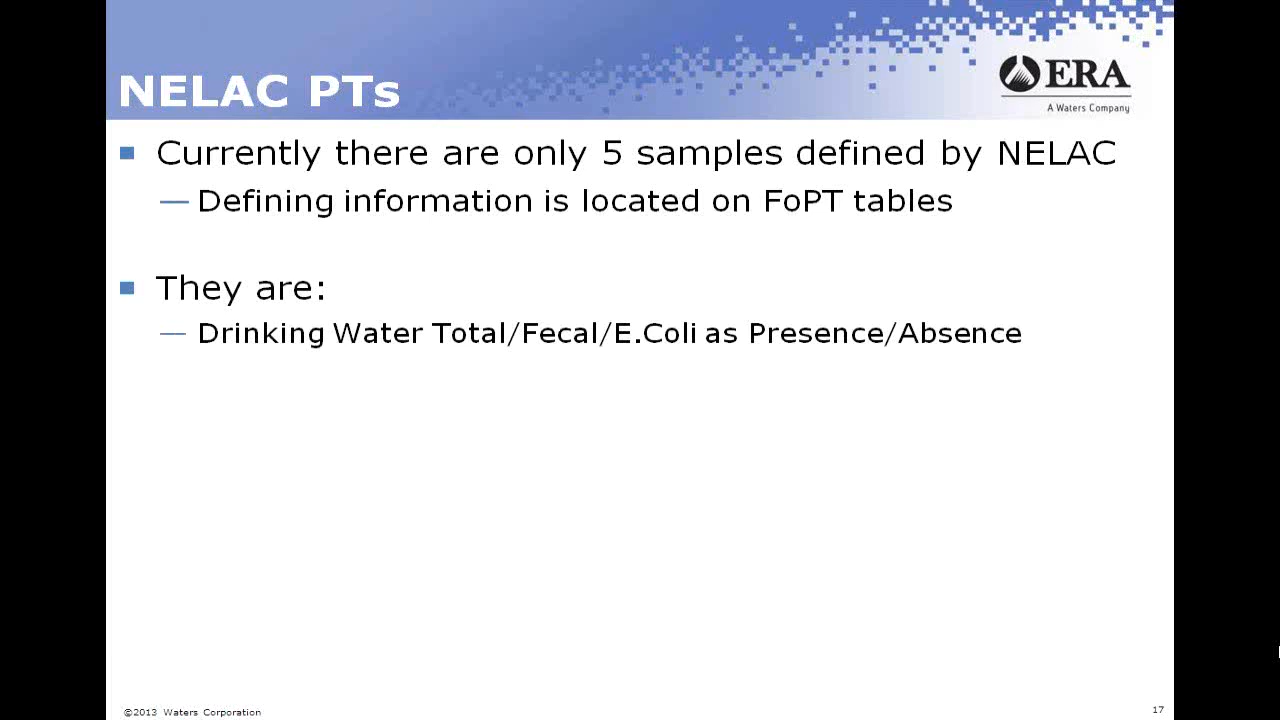 NELAC PTs
ERA
A Waters Company
Currently there are only 5 samples defined by NELAC
— Defining information is located on FoPT tables
They are:
— Drinking Water Total/Fecal/E.Coli as Presence/Absence
©2013 Waters Corporation
17